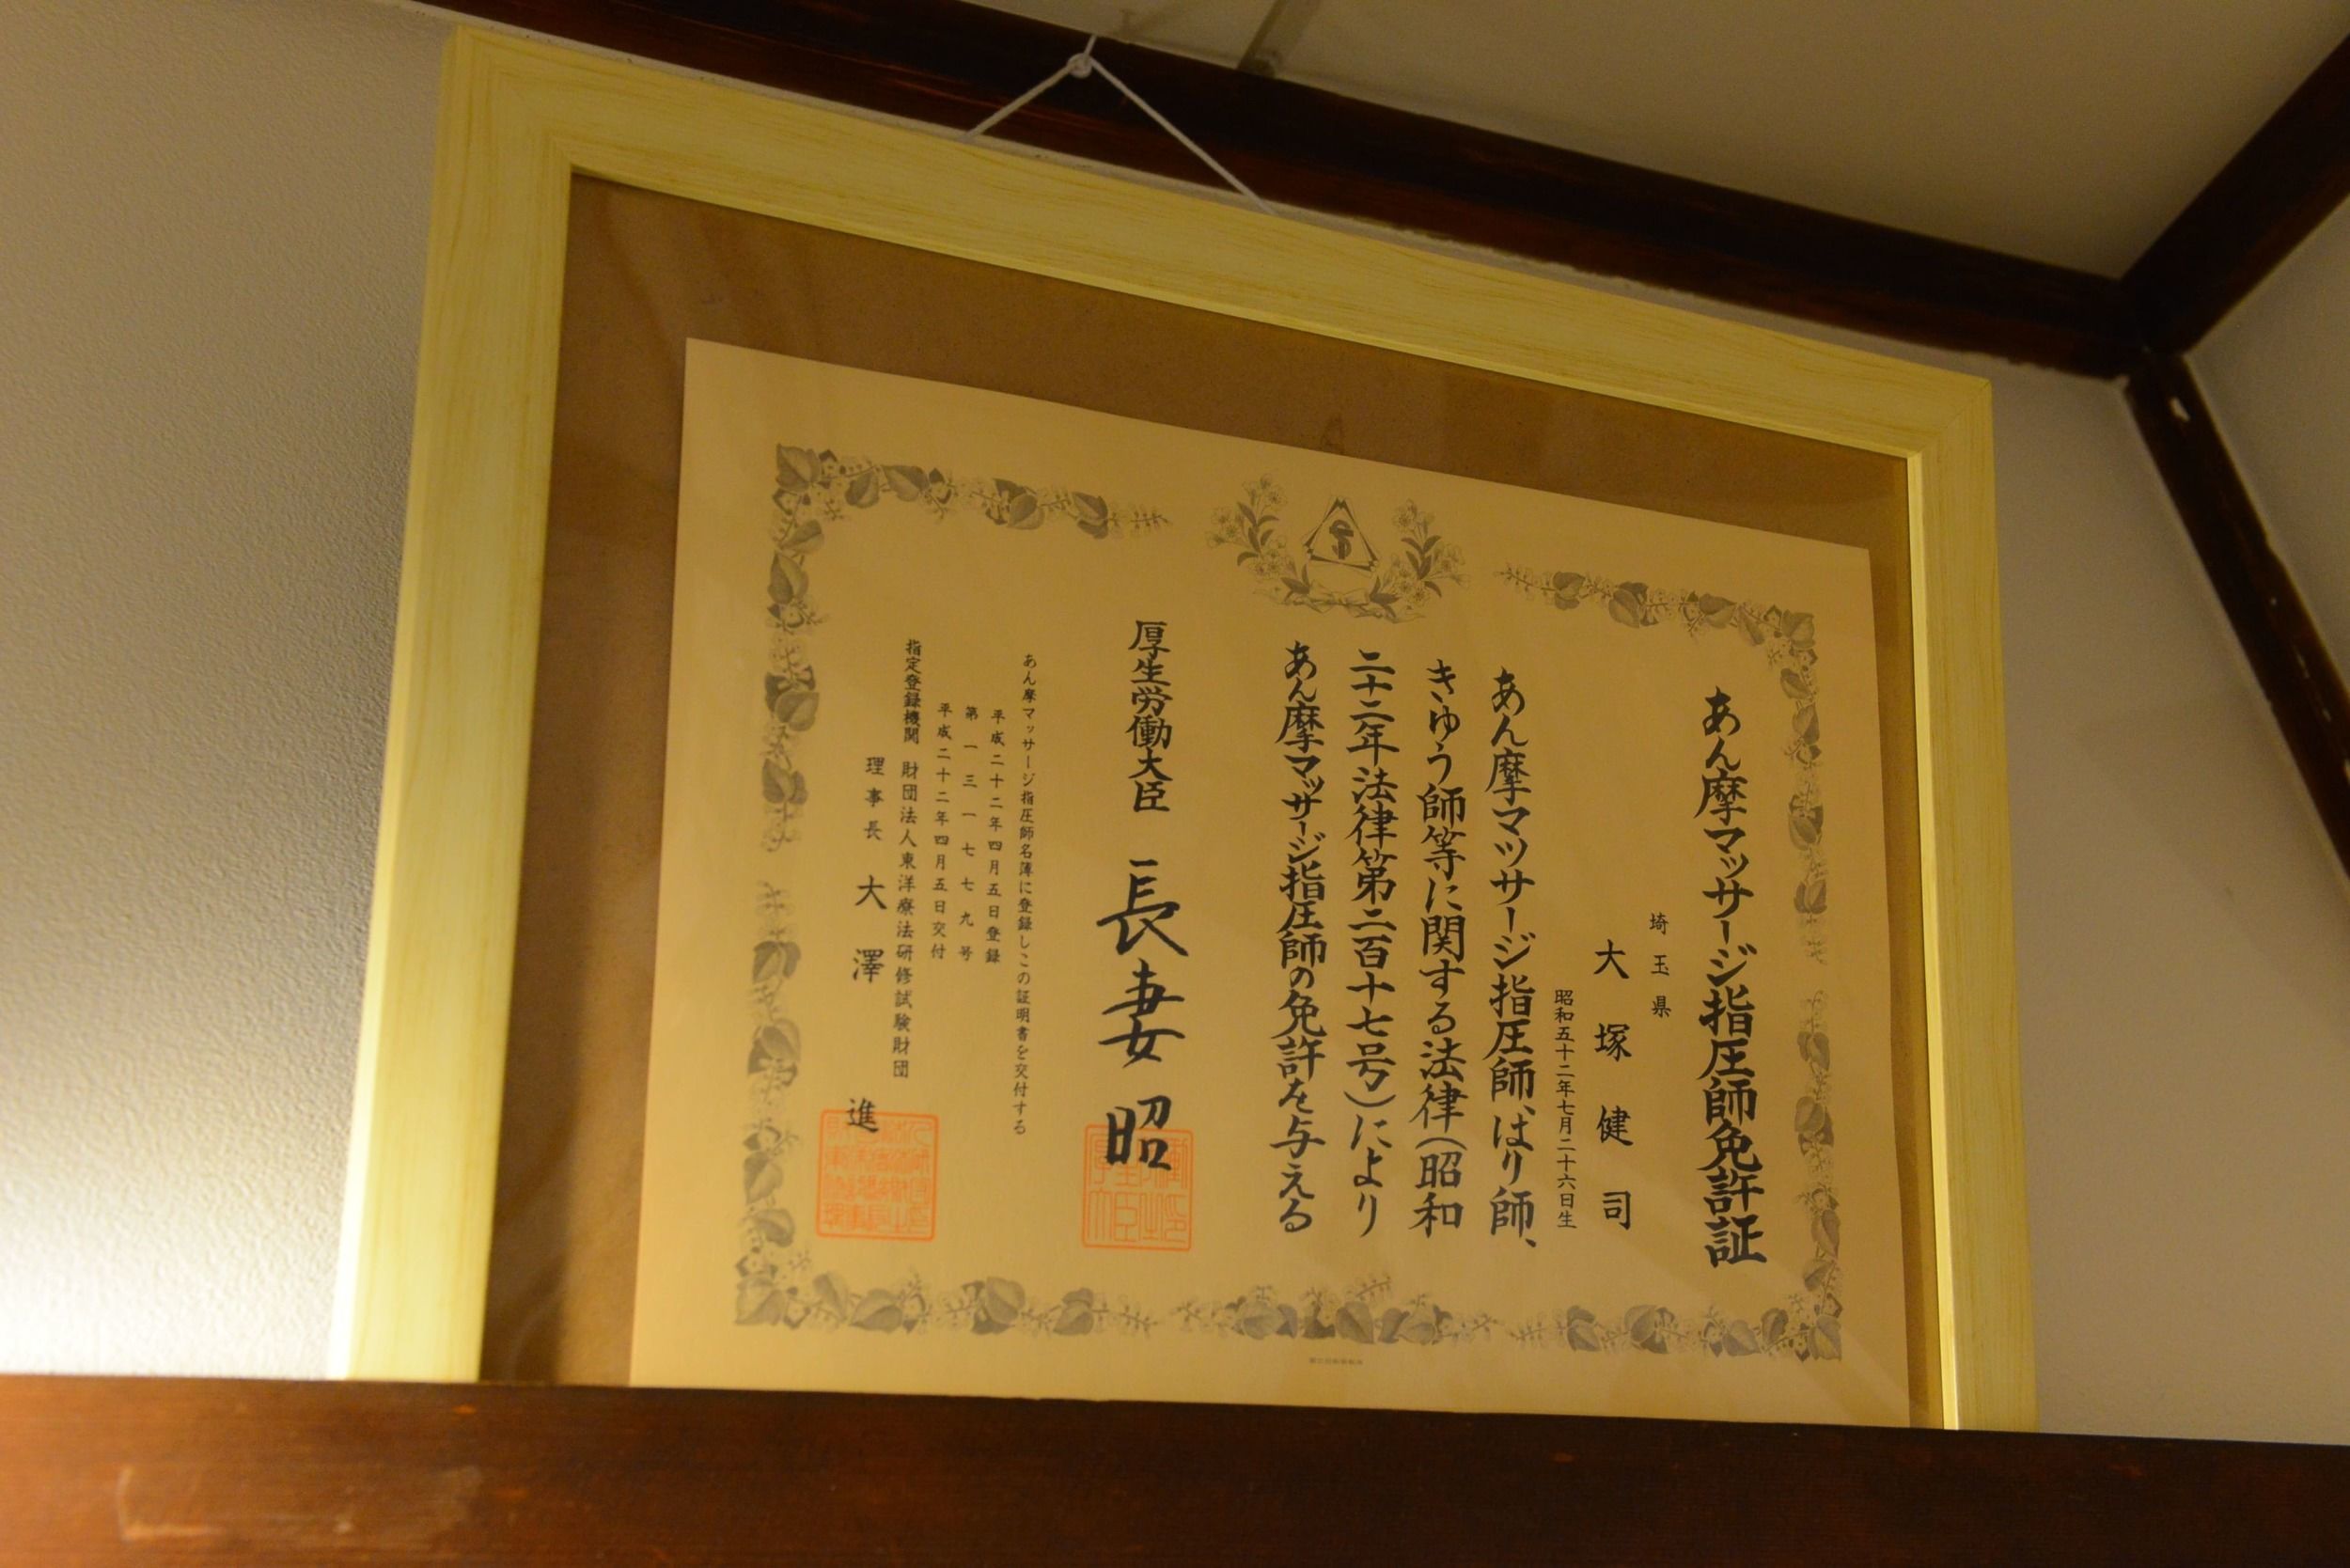 あん摩マッサージ指圧師免許証
埼玉県
大塚健司
昭和五十二年七月二十六日生
あん摩マツサージ指圧師、はり師、
きゆう師等に関する法律（昭和
二十二年法律第二百十七号）により
あん摩マッサージ指圧師の免許を与える
厚生労働大臣 長妻昭
あん摩マッサージ指圧師名簿に登録しこの証明書を交付する
平成二十二年四月五日登録
第一三一七七九号
平成二十二年四月五日交付
指定登録機関 財団法人東洋療法研修試験財団
理事長 大澤進